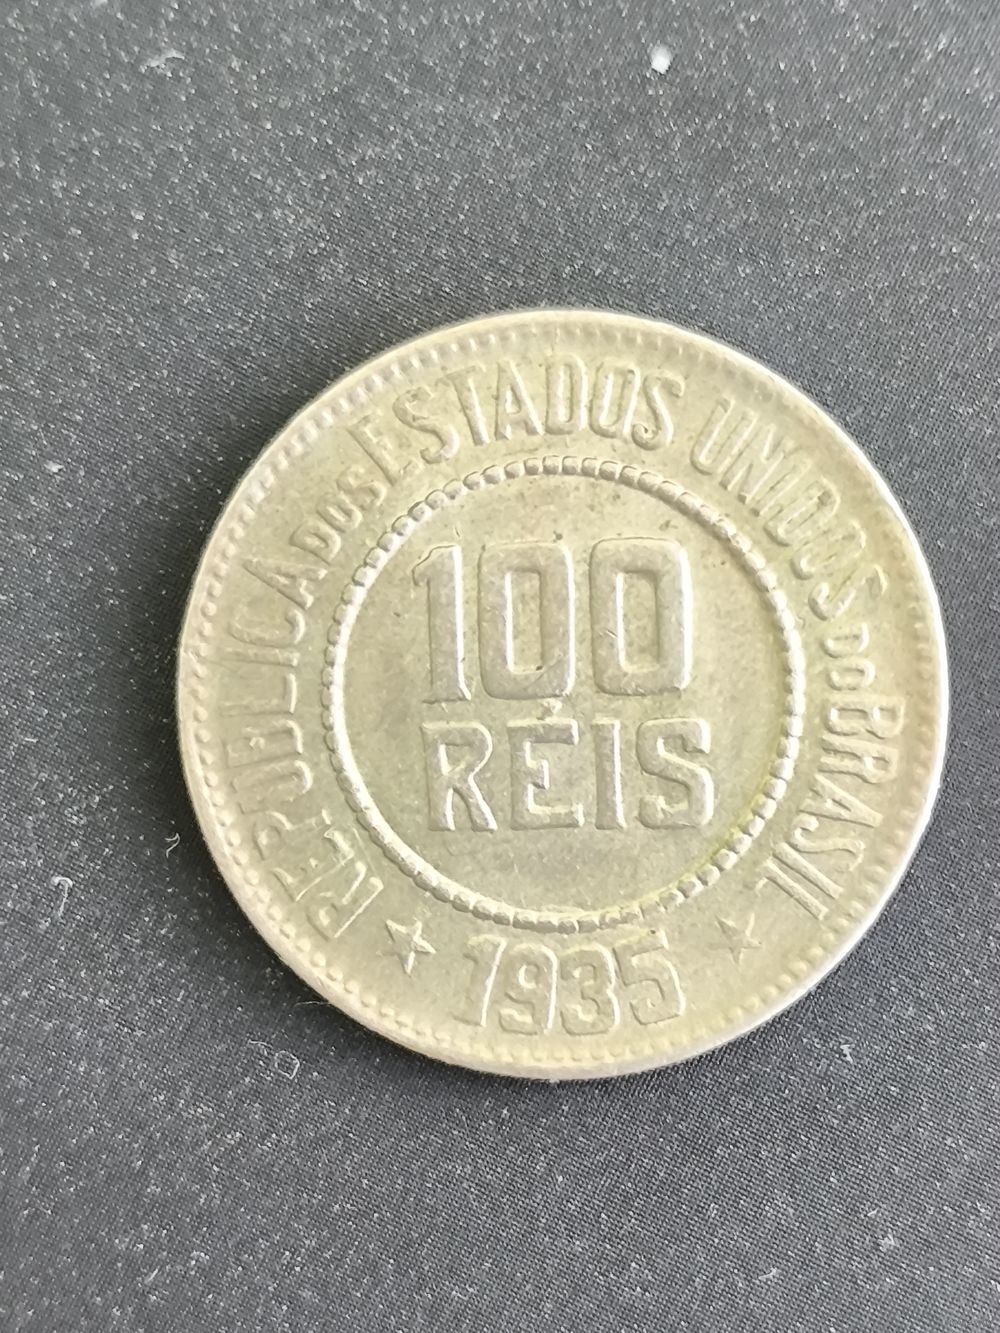 REPUBLICA DOS ESTADOS UNIDOS DO BRASIL
100
RÉIS
1935